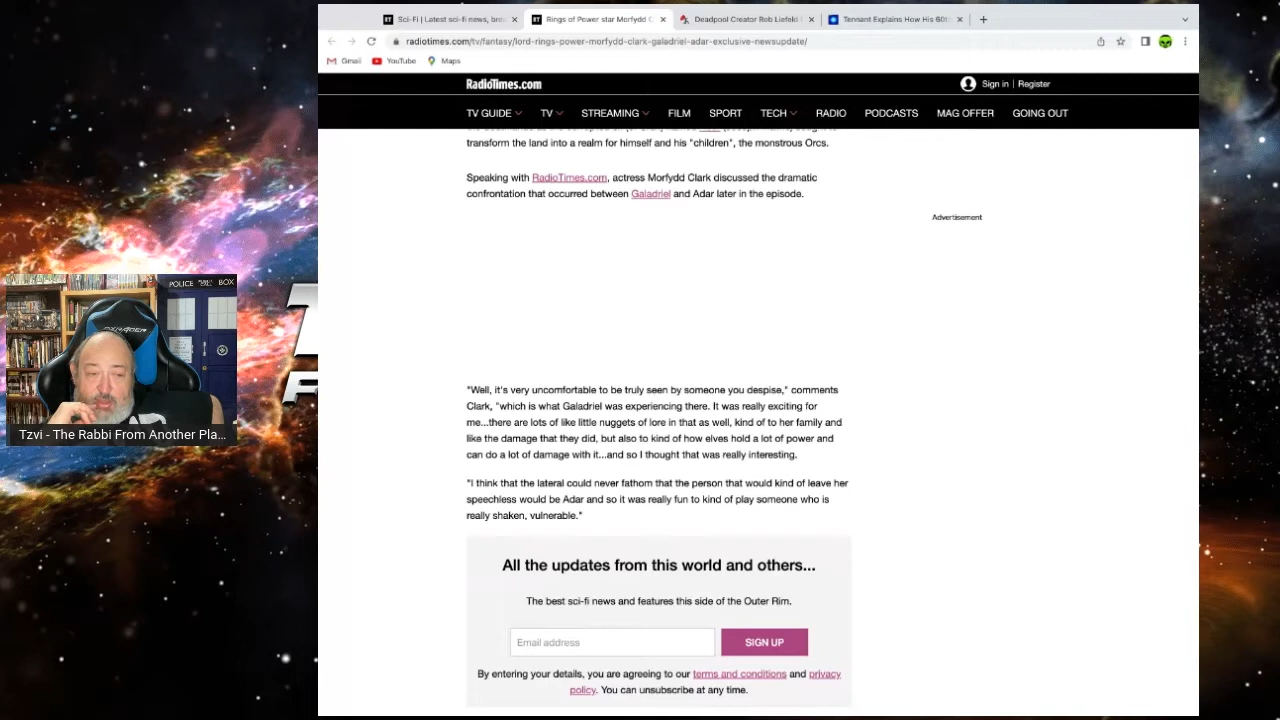 Sci-Fi | Latest sci-fi news, brea
Rings of Power star Morfydd C
Deadpool Creator Rob Liefeld
Tennant Explains How His 60th
radiotimes.com/tv/fantasy/lord-rings-power-morfydd-clark-galadriel-adar-exclusive-newsupdate/
Gmail YouTube Maps
RadioTimes.com
Sign in | Register
TV GUIDE TV STREAMING FILM SPORT TECH RADIO PODCASTS MAG OFFER GOING OUT
transform the land into a realm for himself and his "children", the monstrous Orcs.
Speaking with RadioTimes.com, actress Morfydd Clark discussed the dramatic
confrontation that occurred between Galadriel and Adar later in the episode.
Advertisement
"Well, it's very uncomfortable to be truly seen by someone you despise," comments
Clark, "which is what Galadriel was experiencing there. It was really exciting for
me...there are lots of like little nuggets of lore in that as well, kind of to her family and
like the damage that they did, but also to kind of how elves hold a lot of power and
can do a lot of damage with it...and so I thought that was really interesting.
"I think that the lateral could never fathom that the person that would kind of leave her
speechless would be Adar and so it was really fun to kind of play someone who is
really shaken, vulnerable."
All the updates from this world and others...
The best sci-fi news and features this side of the Outer Rim.
Email address
SIGN UP
By entering your details, you are agreeing to our terms and conditions and privacy
policy. You can unsubscribe at any time.
POLICE BOX
DXRACER
Tzvi - The Rabbi From Another Pla...